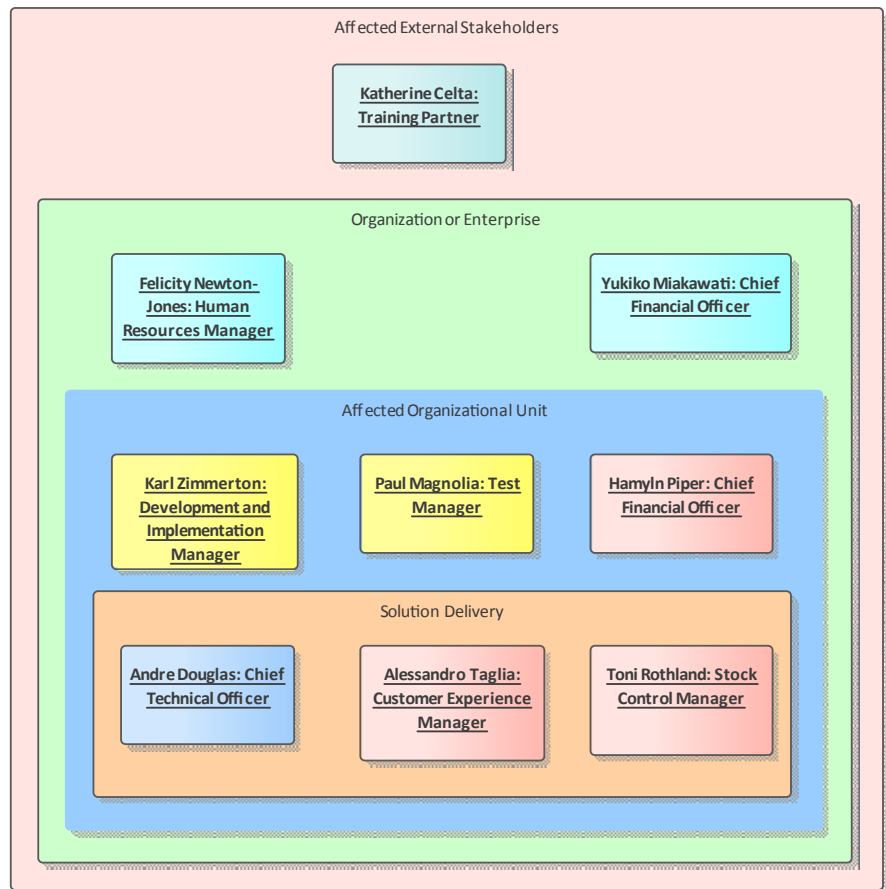 Affected External Stakeholders
Katherine Celta:
Training Partner
Organization or Enterprise
Felicity Newton-
Jones: Human
Resources Manager
Yukiko Miakawati: Chief
Financial Officer
Affected Organizational Unit
Karl Zimmerton:
Development and
Implementation
Manager
Paul Magnolia: Test
Manager
Hamyln Piper: Chief
Financial Officer
Solution Delivery
Andre Douglas: Chief
Technical Officer
Alessandro Taglia:
Customer Experience
Manager
Toni Rothland: Stock
Control Manager